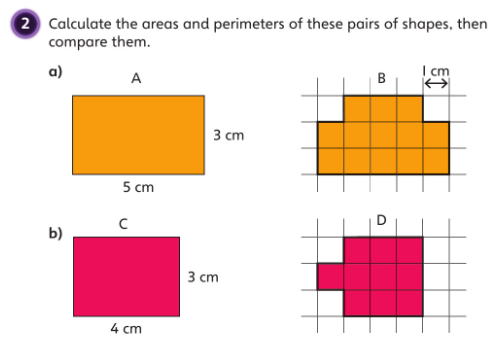 2 Calculate the areas and perimeters of these pairs of shapes, then
compare them.
a)
A
3 cm
5 cm
B
1 cm
b)
C
3 cm
4 cm
D